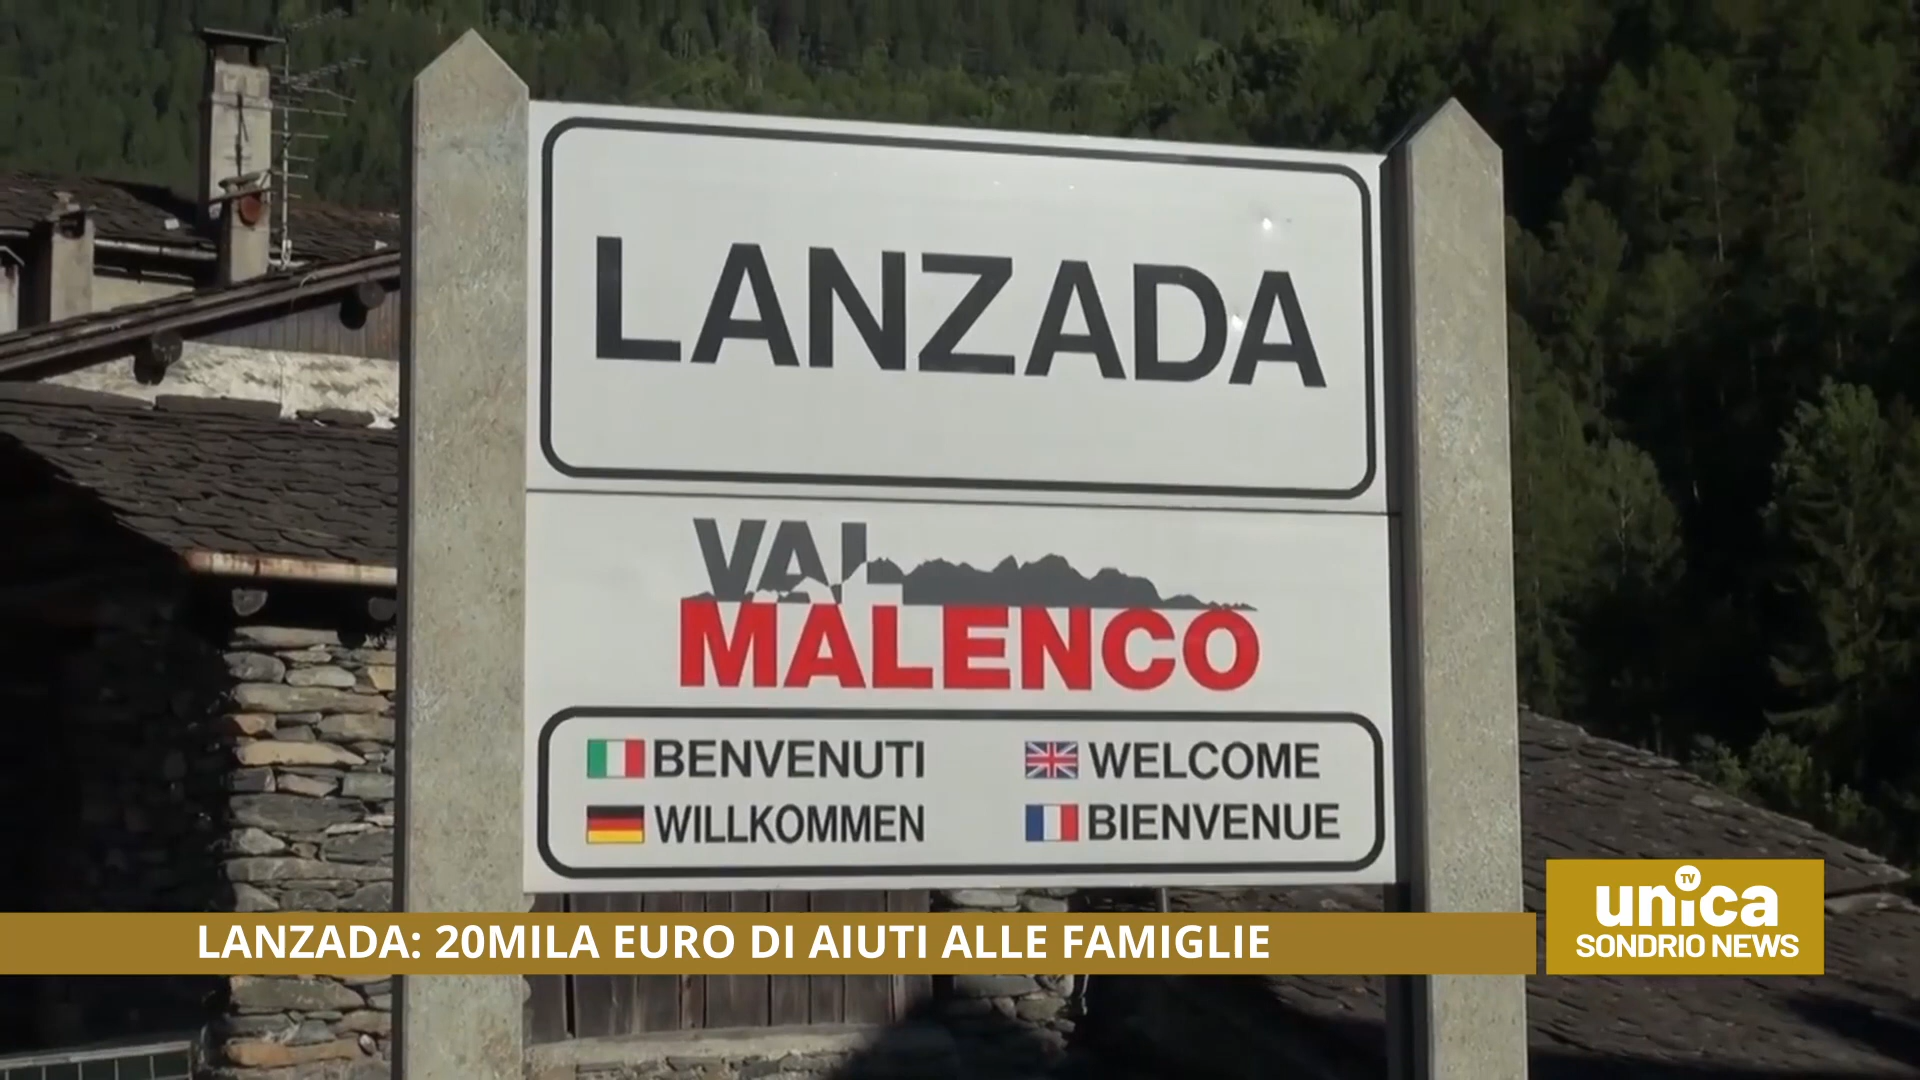 LANZADA
VAL
MALENCO
BENVENUTI
WELCOME
WILLKOMMEN
BIENVENUE
LANZADA: 20MILA EURO DI AIUTI ALLE FAMIGLIE
TV
unica
SONDRIO NEWS